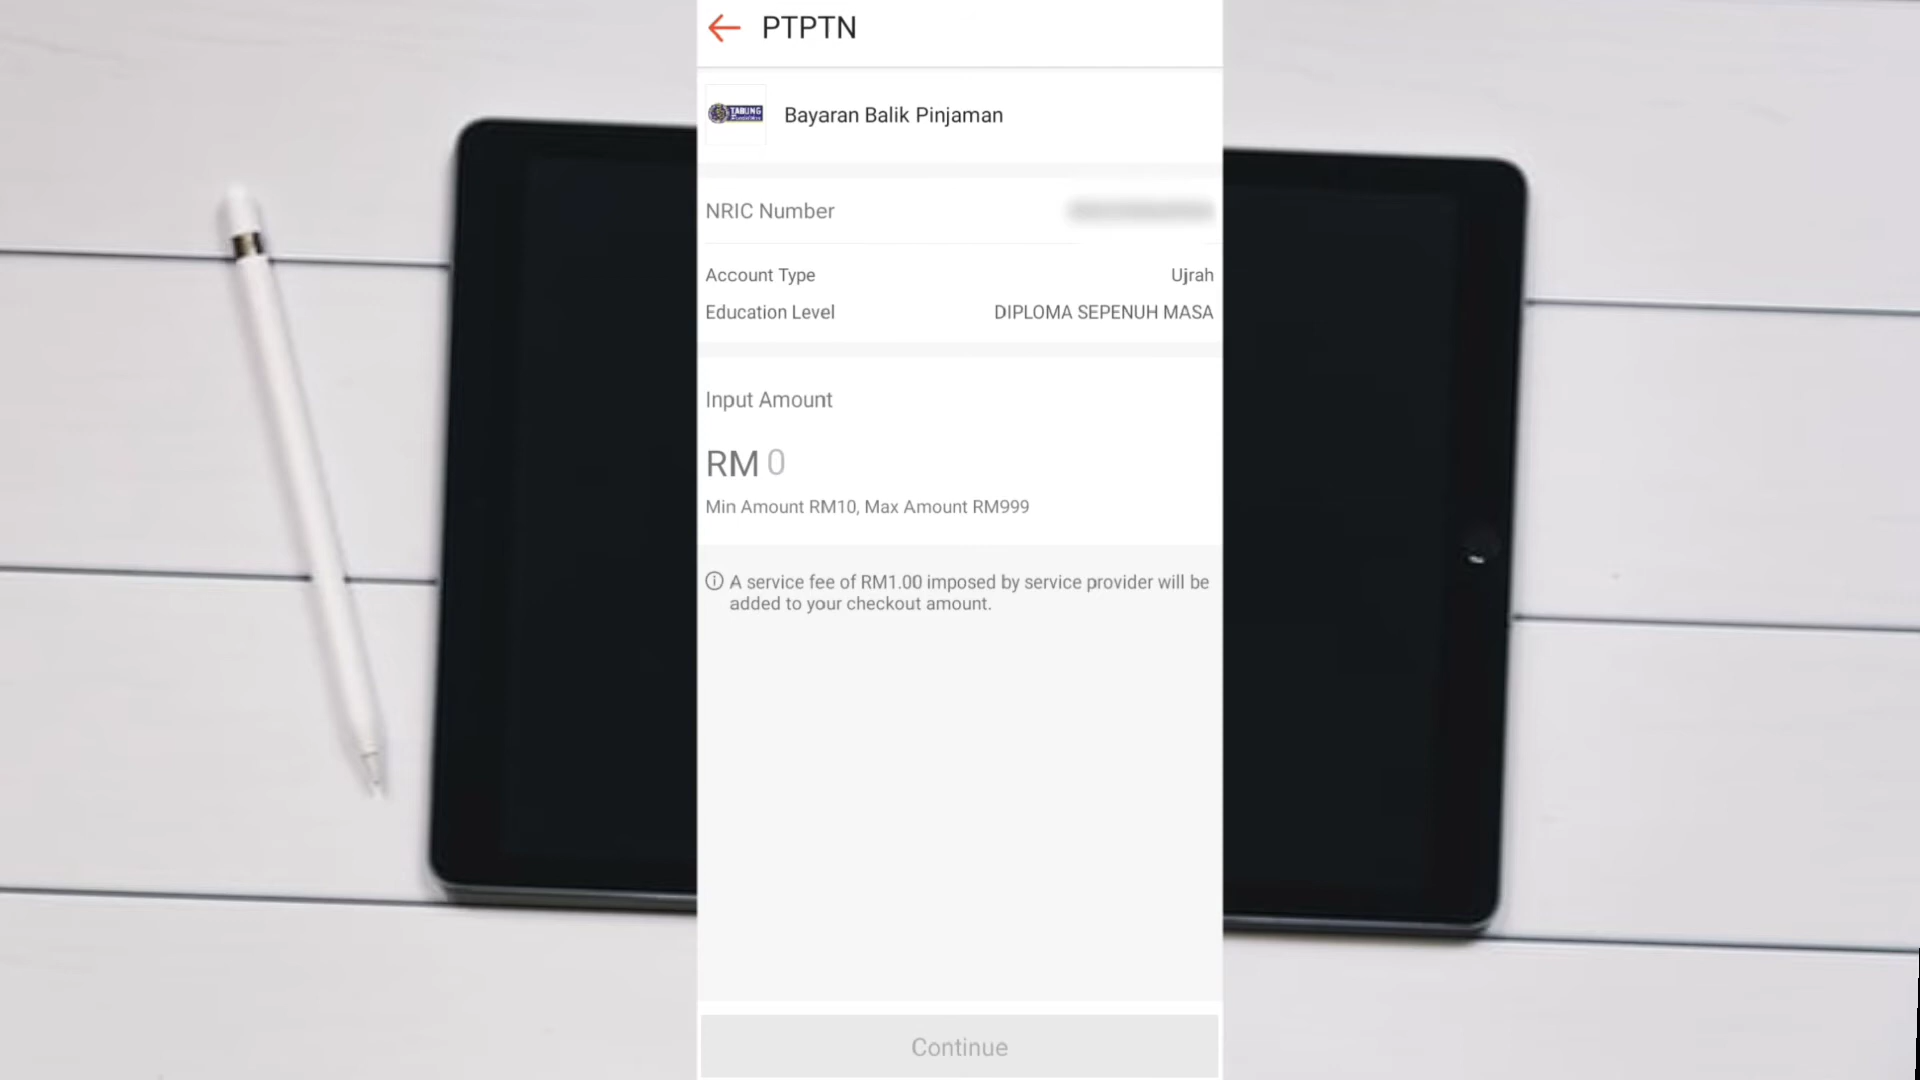 PTPTN
TABUNG
Bayaran Balik Pinjaman
NRIC Number
Account Type
Ujrah
Education Level
DIPLOMA SEPENUH MASA
Input Amount
RM 0
Min Amount RM10, Max Amount RM999
A service fee of RM1.00 imposed by service provider will be
added to your checkout amount.
Continue